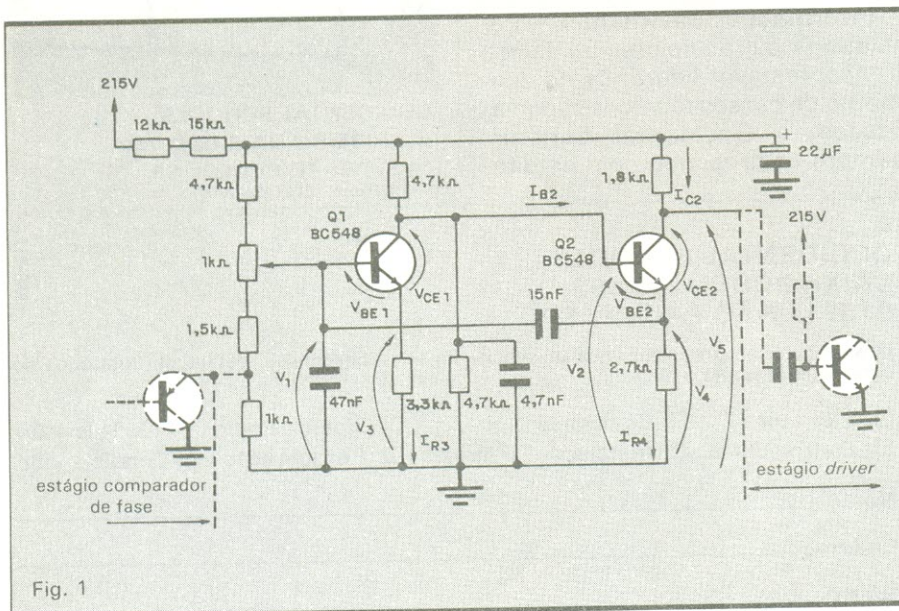 215V
12kΩ 15kΩ
4,7kΩ
1kΩ
1,5kΩ
1kΩ
estágio comparador
de fase
Q1
BC548
4,7kΩ
V1
47nF
VBE1
VCE1
V3
3,3kΩ
IR3
4,7kΩ
4,7nF
15nF
IB2
Q2
BC548
1,8kΩ
IC2
+
22µF
VBE2
VCE2
V2
2,7kΩ
IR4
V4
V5
215V
estágio driver
Fig. 1